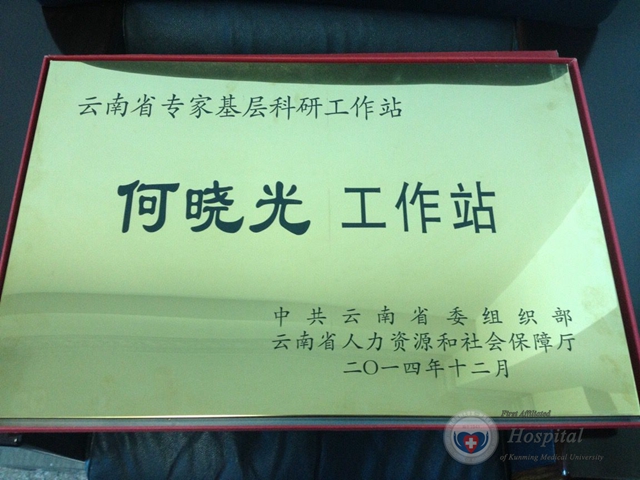 云南省专家基层科研工作站
何晓光 工作站
中共云南省委组织部
云南省人力资源和社会保障厅
二〇一四年十二月
First Affiliated
Hospital
of Kunming Medical University